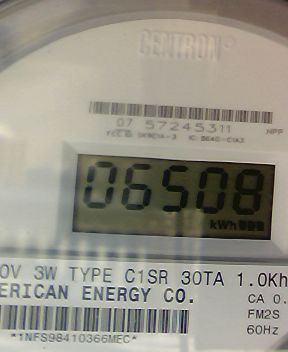 CENTRON®
07 57245311
NPP
06508
kWh
0V 3W TYPE C1SR 30TA 1.0Kh
ERICAN ENERGY CO.
CA 0.
FM2S
60Hz
*1NFS98410366MEC*